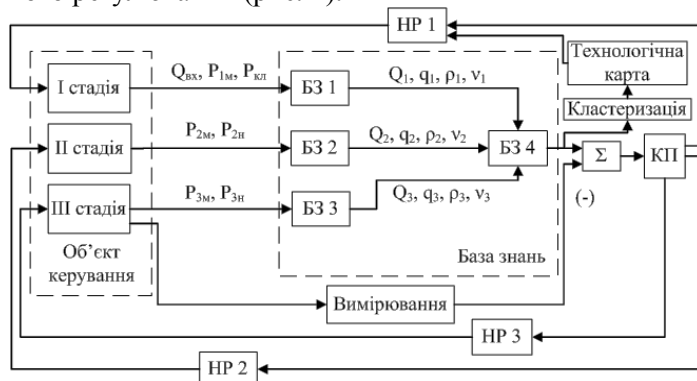 НР 1
Технологічна
карта
Кластеризація
I стадія
Qвх, P1м, Pкл
БЗ 1
Q1, q1, ρ1, ν1
II стадія
P2м, P2н
БЗ 2
Q2, q2, ρ2, ν2
БЗ 4
Σ
КП
III стадія
P3м, P3н
БЗ 3
Q3, q3, ρ3, ν3
(-)
Об’єкт
керування
База знань
Вимірювання
НР 3
НР 2